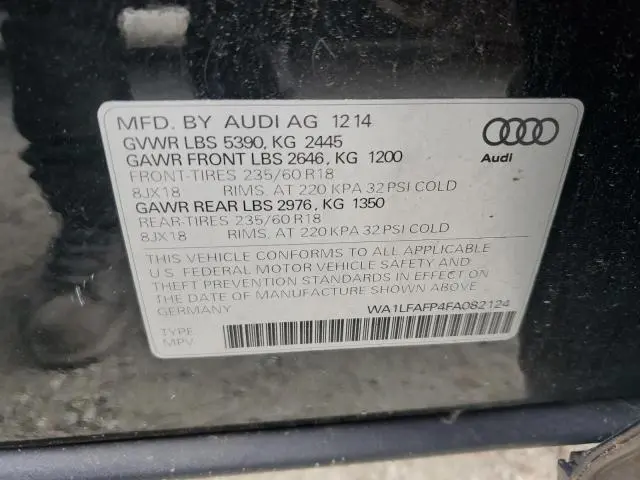 MFD. BY AUDI AG 12 14
GVWR LBS 5390, KG 2445
GAWR FRONT LBS 2646, KG 1200
FRONT-TIRES 235/60 R18
8JX18 RIMS. AT 220 KPA 32 PSI COLD
GAWR REAR LBS 2976, KG 1350
REAR-TIRES 235/60 R18
8JX18 RIMS. AT 220 KPA 32 PSI COLD
Audi
THIS VEHICLE CONFORMS TO ALL APPLICABLE
U.S. FEDERAL MOTOR VEHICLE SAFETY AND
THEFT PREVENTION STANDARDS IN EFFECT ON
THE DATE OF MANUFACTURE SHOWN ABOVE.
GERMANY WA1LFAFP4FA082124
TYPE
MPV